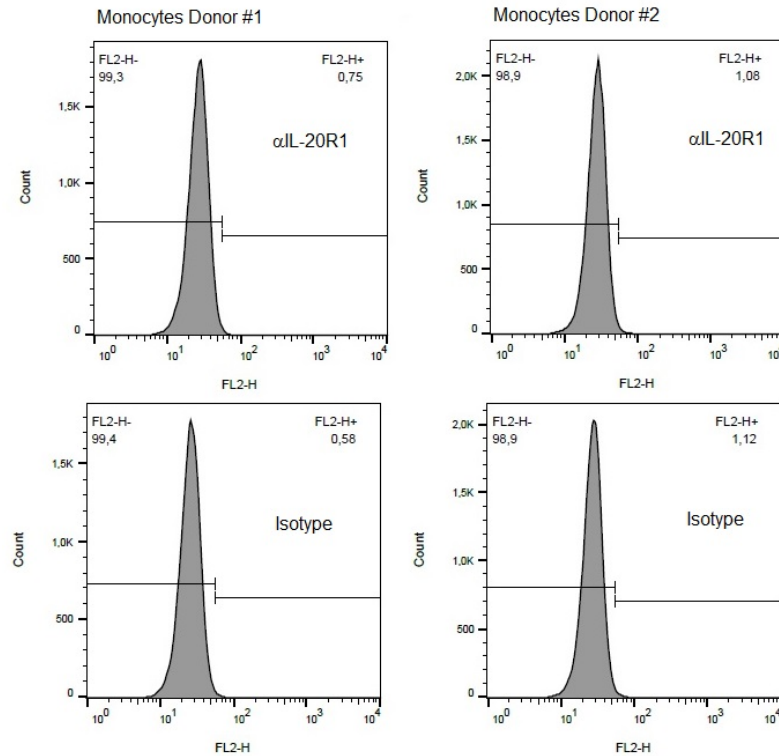 Monocytes Donor #1
FL2-H-
99,3
FL2-H+
0,75
αIL-20R1
1,5K
1,0K
500
0
Count
10^0 10^1 10^2 10^3 10^4
FL2-H
Monocytes Donor #2
FL2-H-
98,9
FL2-H+
1,08
αIL-20R1
2,0K
1,5K
1,0K
500
0
Count
10^0 10^1 10^2 10^3 10^4
FL2-H
FL2-H-
99,4
FL2-H+
0,58
Isotype
1,5K
1,0K
500
0
Count
10^0 10^1 10^2 10^3 10^4
FL2-H
FL2-H-
98,9
FL2-H+
1,12
Isotype
2,0K
1,5K
1,0K
500
0
Count
10^0 10^1 10^2 10^3 10^4
FL2-H